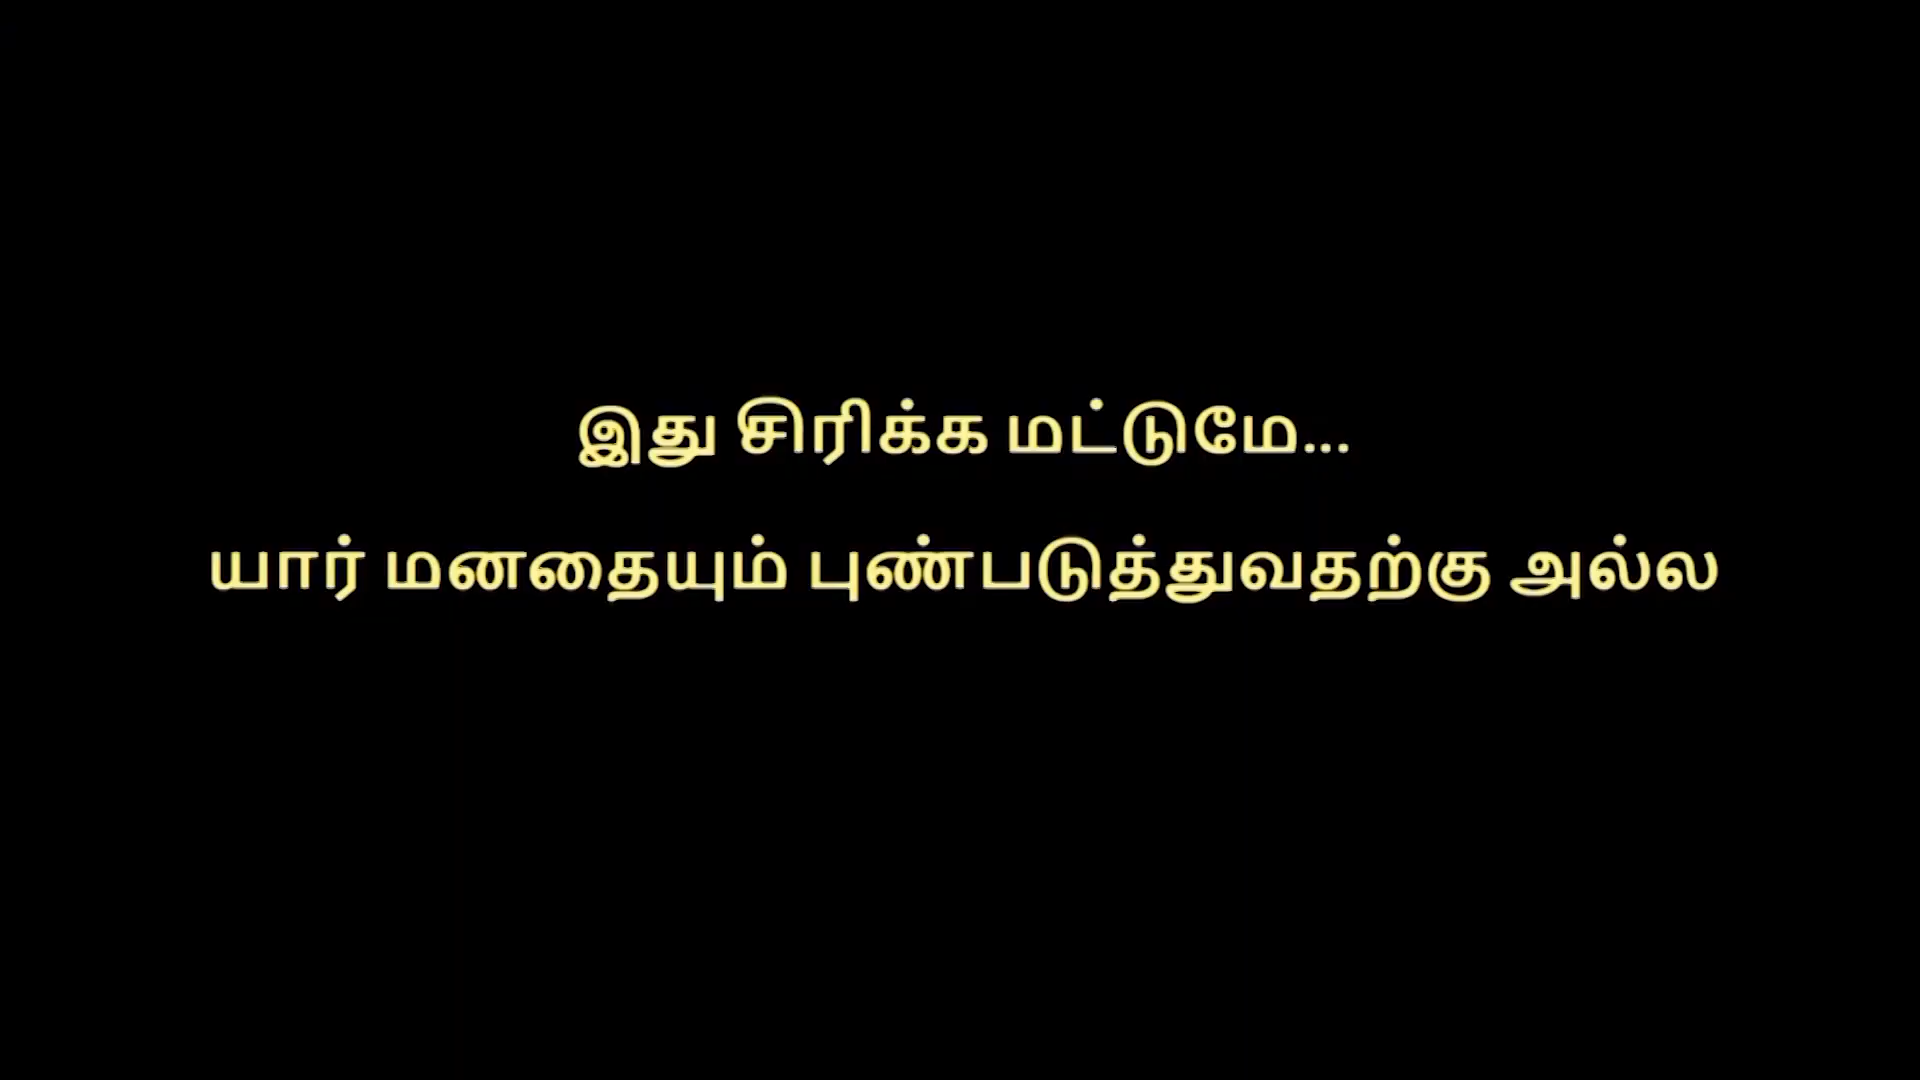 இது சிரிக்க மட்டுமே...
யார் மனதையும் புண்படுத்துவதற்கு அல்ல